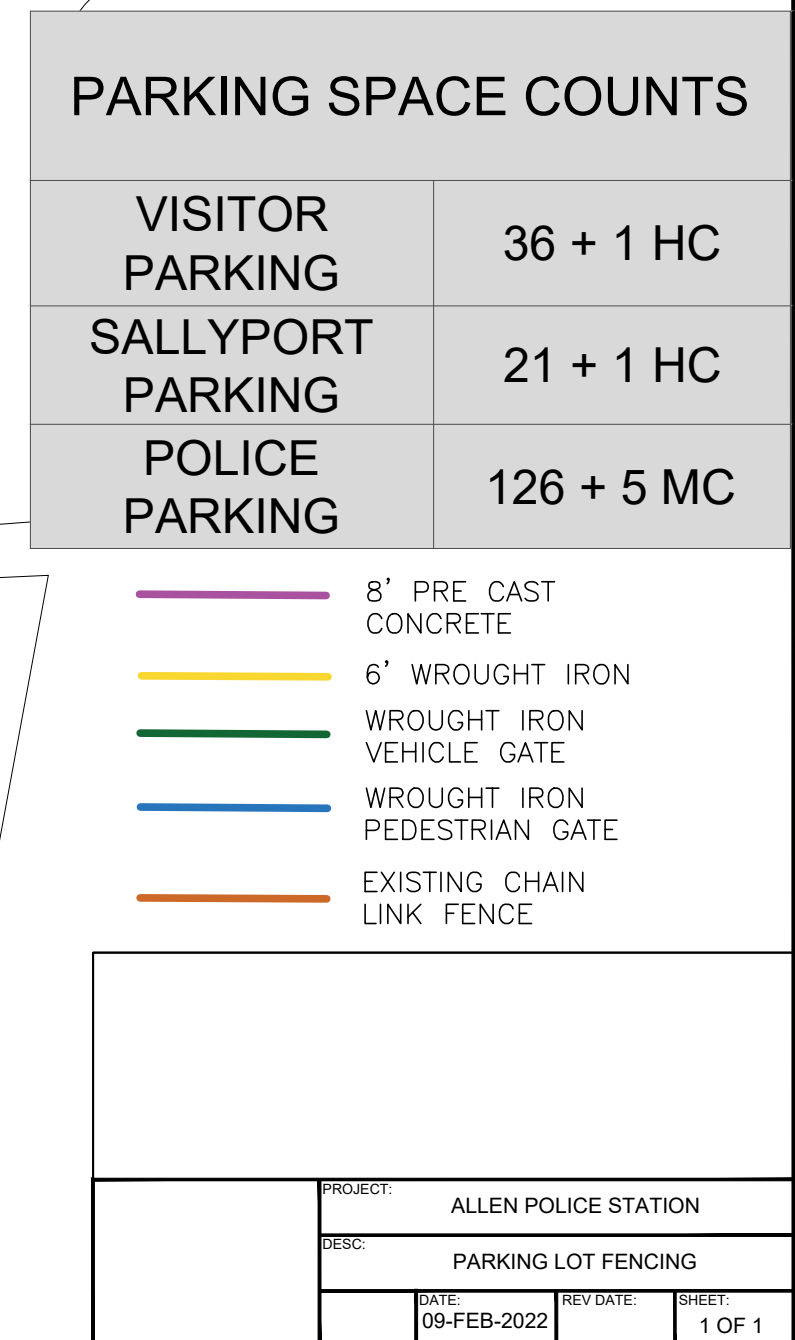 PARKING SPACE COUNTS
VISITOR
PARKING
36 + 1 HC
SALLYPORT
PARKING
21 + 1 HC
POLICE
PARKING
126 + 5 MC
8' PRE CAST
CONCRETE
6' WROUGHT IRON
WROUGHT IRON
VEHICLE GATE
WROUGHT IRON
PEDESTRIAN GATE
EXISTING CHAIN
LINK FENCE
PROJECT:
ALLEN POLICE STATION
DESC:
PARKING LOT FENCING
DATE:
09-FEB-2022
REV DATE:
SHEET:
1 OF 1